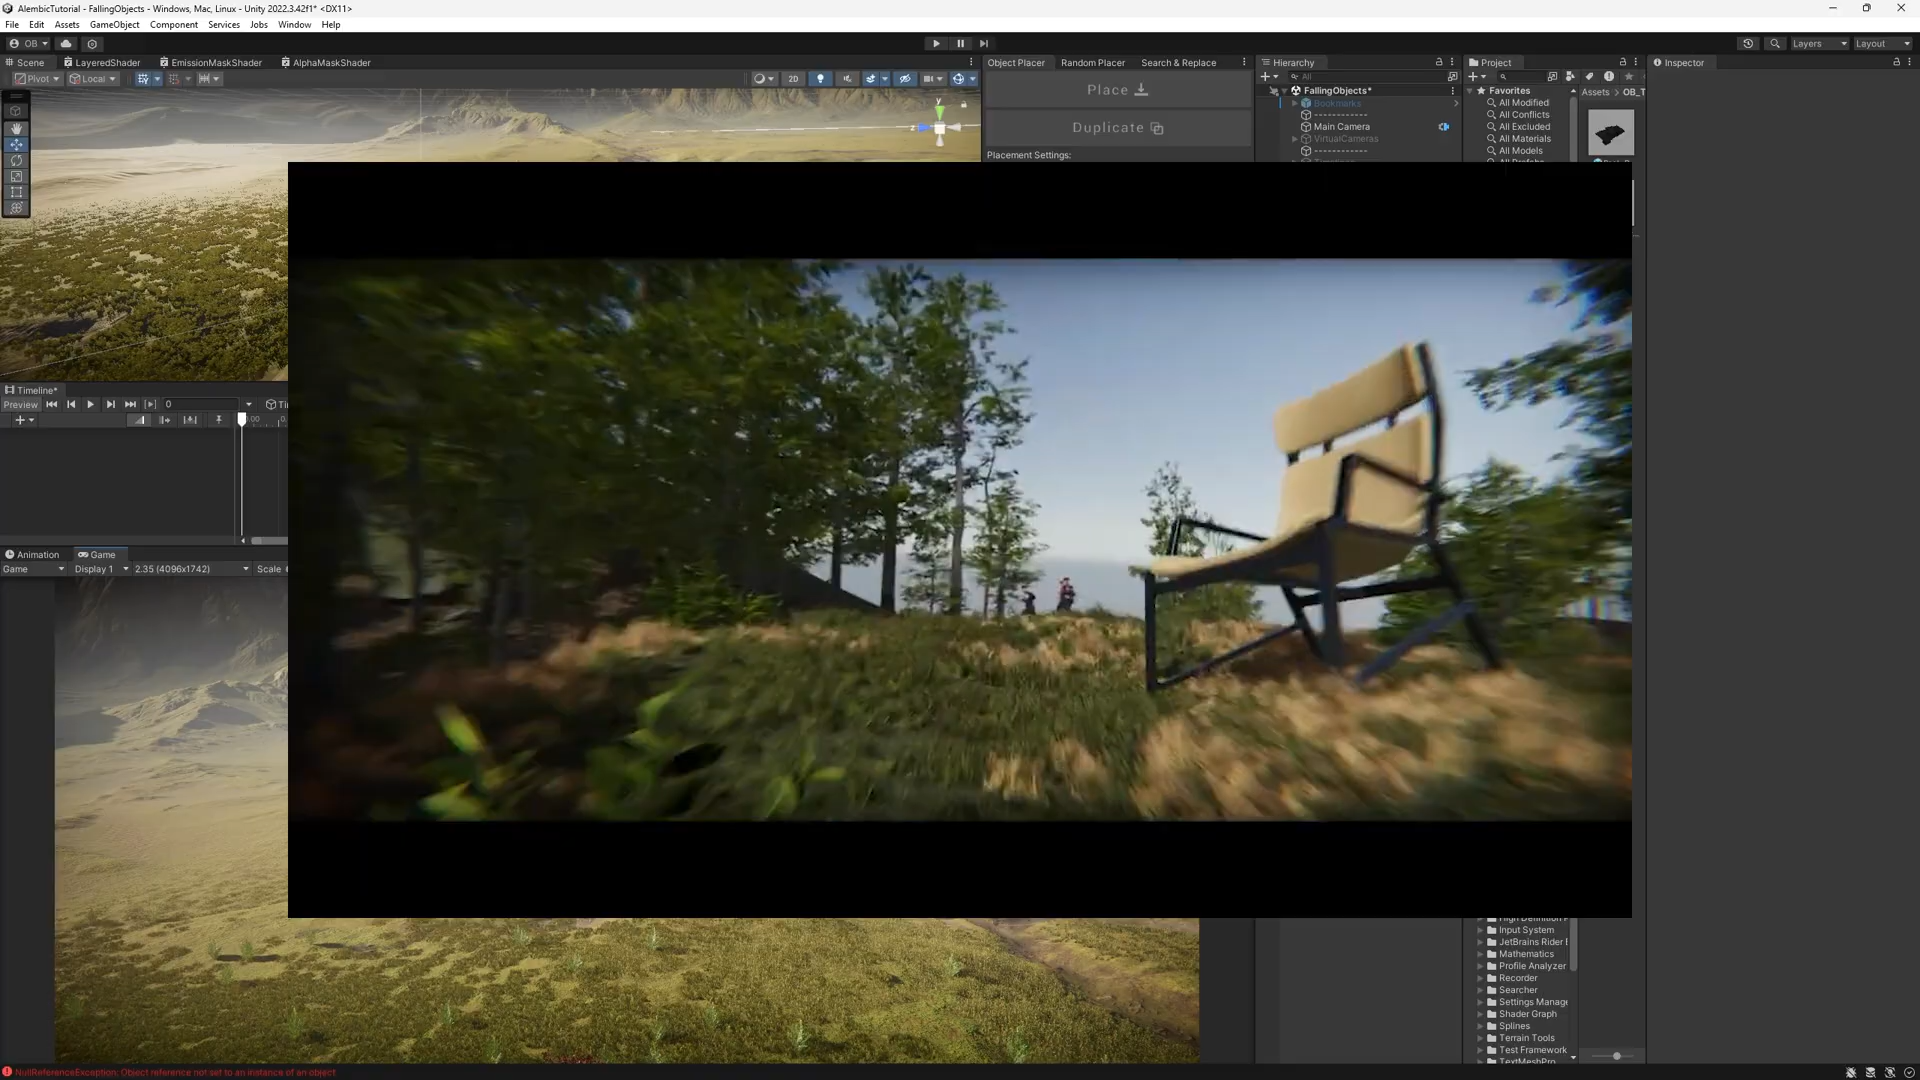 AlembicTutorial - FallingObjects - Windows, Mac, Linux - Unity 2022.3.42f1* <DX11>
File Edit Assets GameObject Component Services Jobs Window Help
OB Layers Layout
Scene LayeredShader EmissionMaskShader AlphaMaskShader
Pivot Local 2D
Object Placer Random Placer Search & Replace
Place
Duplicate
Placement Settings:
Hierarchy
All
FallingObjects*
Bookmarks
------------
Main Camera
VirtualCameras
------------
Project
Favorites
All Modified
All Conflicts
All Excluded
All Materials
All Models
Assets > OB_T
Inspector
y
z
Timeline*
Preview 0
Animation Game
Game Display 1 2.35 (4096x1742) Scale
Input System
JetBrains Rider
Mathematics
Profile Analyzer
Recorder
Searcher
Settings Manag
Shader Graph
Splines
Terrain Tools
Test Framework
TextMeshPro
NullReferenceException: Object reference not set to an instance of an object